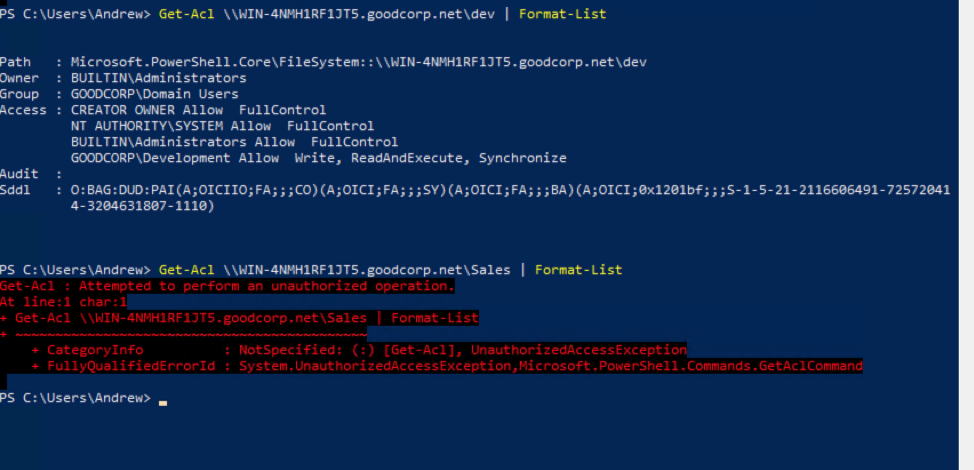 PS C:\Users\Andrew> Get-Acl \\WIN-4NMH1RF1JT5.goodcorp.net\dev | Format-List
Path   : Microsoft.PowerShell.Core\FileSystem::\\WIN-4NMH1RF1JT5.goodcorp.net\dev
Owner  : BUILTIN\Administrators
Group  : GOODCORP\Domain Users
Access : CREATOR OWNER Allow  FullControl
         NT AUTHORITY\SYSTEM Allow  FullControl
         BUILTIN\Administrators Allow  FullControl
         GOODCORP\Development Allow  Write, ReadAndExecute, Synchronize
Audit  :
Sddl   : O:BAG:DUD:PAI(A;OICIIO;FA;;;CO)(A;OICI;FA;;;SY)(A;OICI;FA;;;BA)(A;OICI;0x1201bf;;;S-1-5-21-2116606491-72572041
         4-3204631807-1110)
PS C:\Users\Andrew> Get-Acl \\WIN-4NMH1RF1JT5.goodcorp.net\Sales | Format-List
Get-Acl : Attempted to perform an unauthorized operation.
At line:1 char:1
+ Get-Acl \\WIN-4NMH1RF1JT5.goodcorp.net\Sales | Format-List
+ ~~~~~~~~~~~~~~~~~~~~~~~~~~~~~~~~~~~~~~~~~~~~
    + CategoryInfo          : NotSpecified: (:) [Get-Acl], UnauthorizedAccessException
    + FullyQualifiedErrorId : System.UnauthorizedAccessException,Microsoft.PowerShell.Commands.GetAclCommand
PS C:\Users\Andrew> _